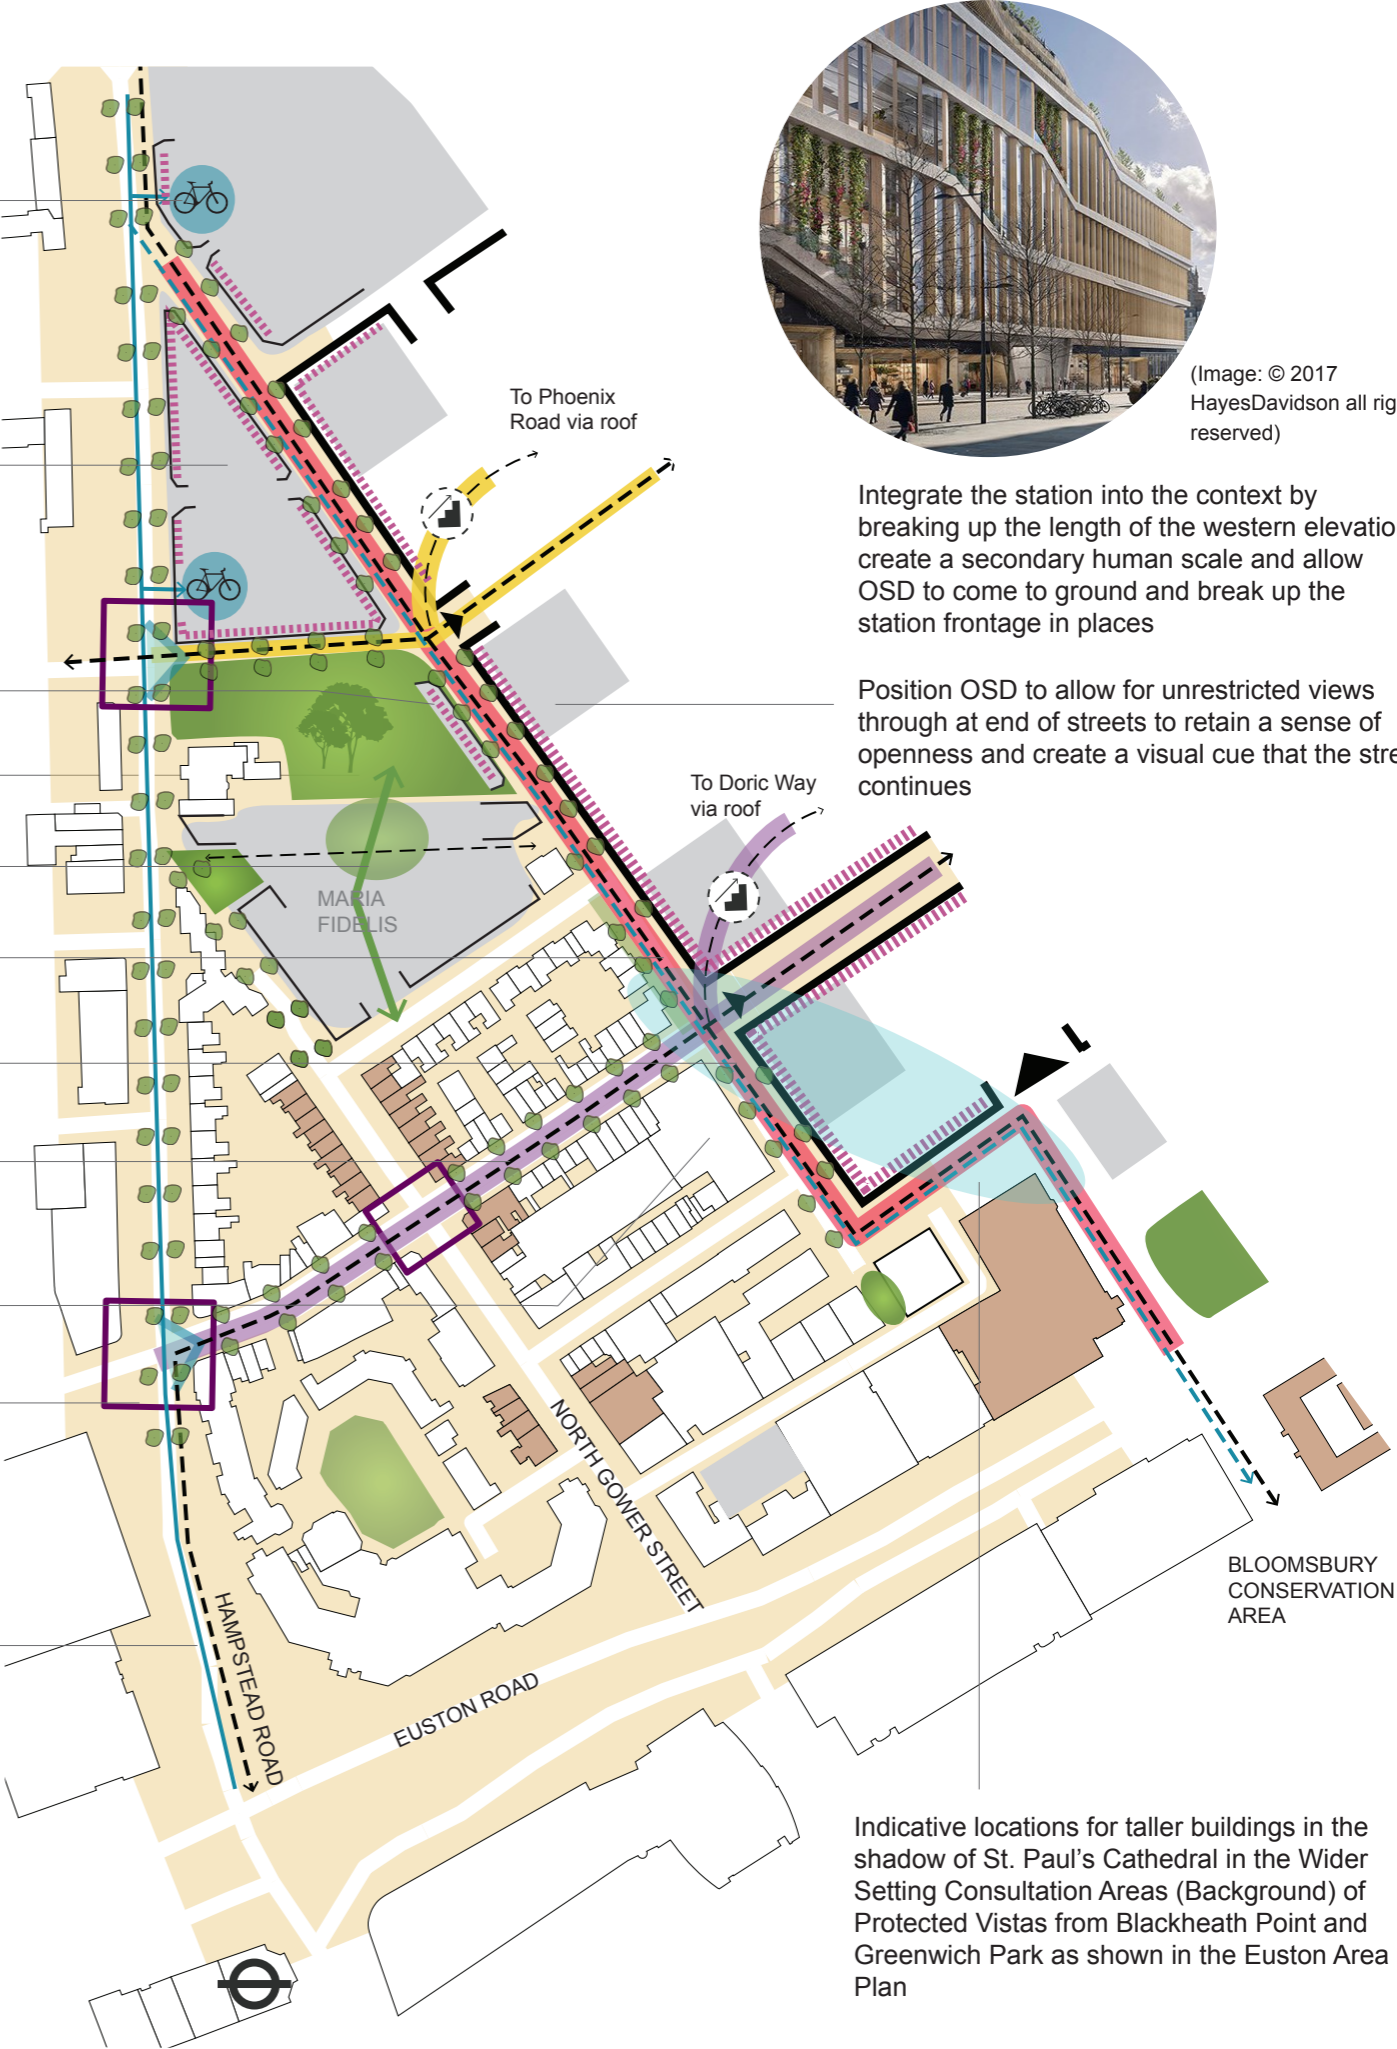 (Image: © 2017
HayesDavidson all rig
reserved)
To Phoenix
Road via roof
Integrate the station into the context by
breaking up the length of the western elevatio
create a secondary human scale and allow
OSD to come to ground and break up the
station frontage in places
Position OSD to allow for unrestricted views
through at end of streets to retain a sense of
openness and create a visual cue that the stre
continues
To Doric Way
via roof
MARIA
FIDELIS
NORTH GOWER STREET
HAMPSTEAD ROAD
EUSTON ROAD
BLOOMSBURY
CONSERVATION
AREA
Indicative locations for taller buildings in the
shadow of St. Paul’s Cathedral in the Wider
Setting Consultation Areas (Background) of
Protected Vistas from Blackheath Point and
Greenwich Park as shown in the Euston Area
Plan